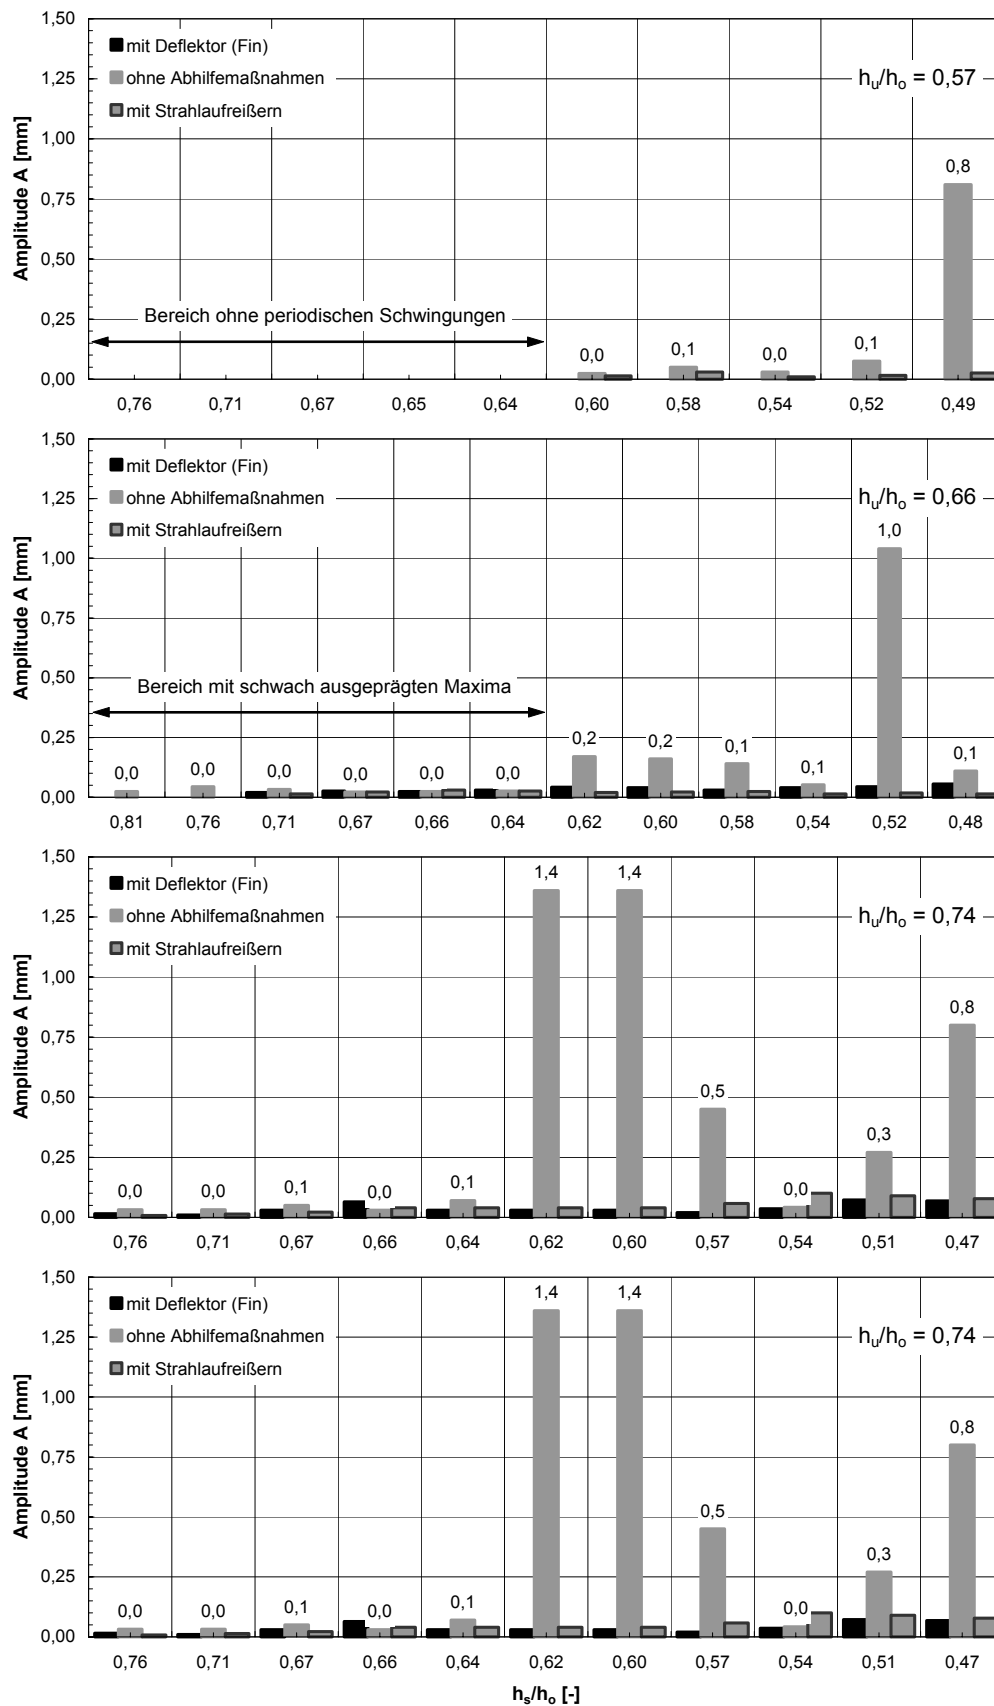 1,50
mit Deflektor (Fin)
1,25
ohne Abhilfemaßnahmen
hu/ho = 0,57
mit Strahlaufreißern
1,00
Amplitude A [mm]
0,8
0,75
0,50
0,25
Bereich ohne periodischen Schwingungen
0,0 0,1 0,0 0,1
0,00
0,76 0,71 0,67 0,65 0,64 0,60 0,58 0,54 0,52 0,49
1,50
mit Deflektor (Fin)
1,25
ohne Abhilfemaßnahmen
hu/ho = 0,66
mit Strahlaufreißern
1,0
1,00
Amplitude A [mm]
0,75
0,50
Bereich mit schwach ausgeprägten Maxima
0,25
0,0 0,0 0,0 0,0 0,0 0,0 0,2 0,2 0,1 0,1 0,1
0,00
0,81 0,76 0,71 0,67 0,66 0,64 0,62 0,60 0,58 0,54 0,52 0,48
1,50
1,4 1,4
mit Deflektor (Fin)
1,25
ohne Abhilfemaßnahmen
hu/ho = 0,74
mit Strahlaufreißern
1,00
Amplitude A [mm]
0,8
0,75
0,50
0,5
0,3
0,25
0,0 0,0 0,1 0,0 0,1 0,0
0,00
0,76 0,71 0,67 0,66 0,64 0,62 0,60 0,57 0,54 0,51 0,47
1,50
1,4 1,4
mit Deflektor (Fin)
1,25
ohne Abhilfemaßnahmen
hu/ho = 0,74
mit Strahlaufreißern
1,00
Amplitude A [mm]
0,8
0,75
0,50
0,5
0,3
0,25
0,0 0,0 0,1 0,0 0,1 0,0
0,00
0,76 0,71 0,67 0,66 0,64 0,62 0,60 0,57 0,54 0,51 0,47
hs/ho [-]